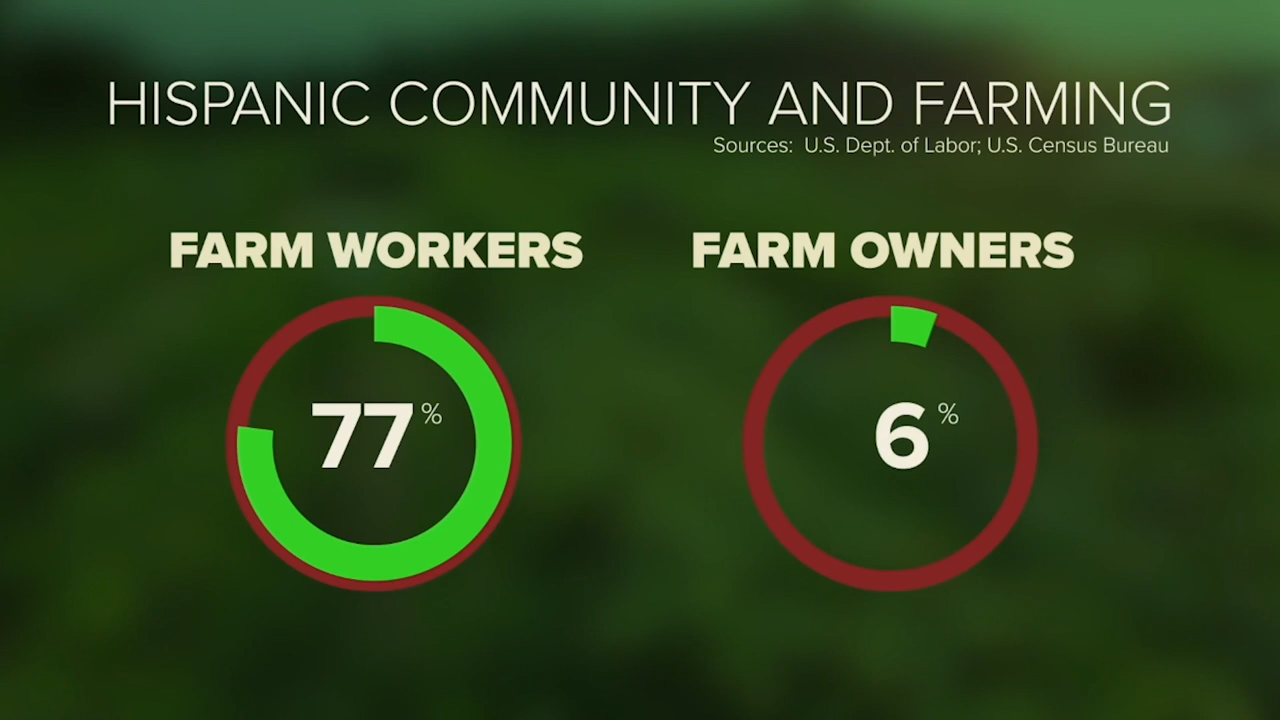 HISPANIC COMMUNITY AND FARMING
Sources: U.S. Dept. of Labor; U.S. Census Bureau
FARM WORKERS
77%
FARM OWNERS
6%